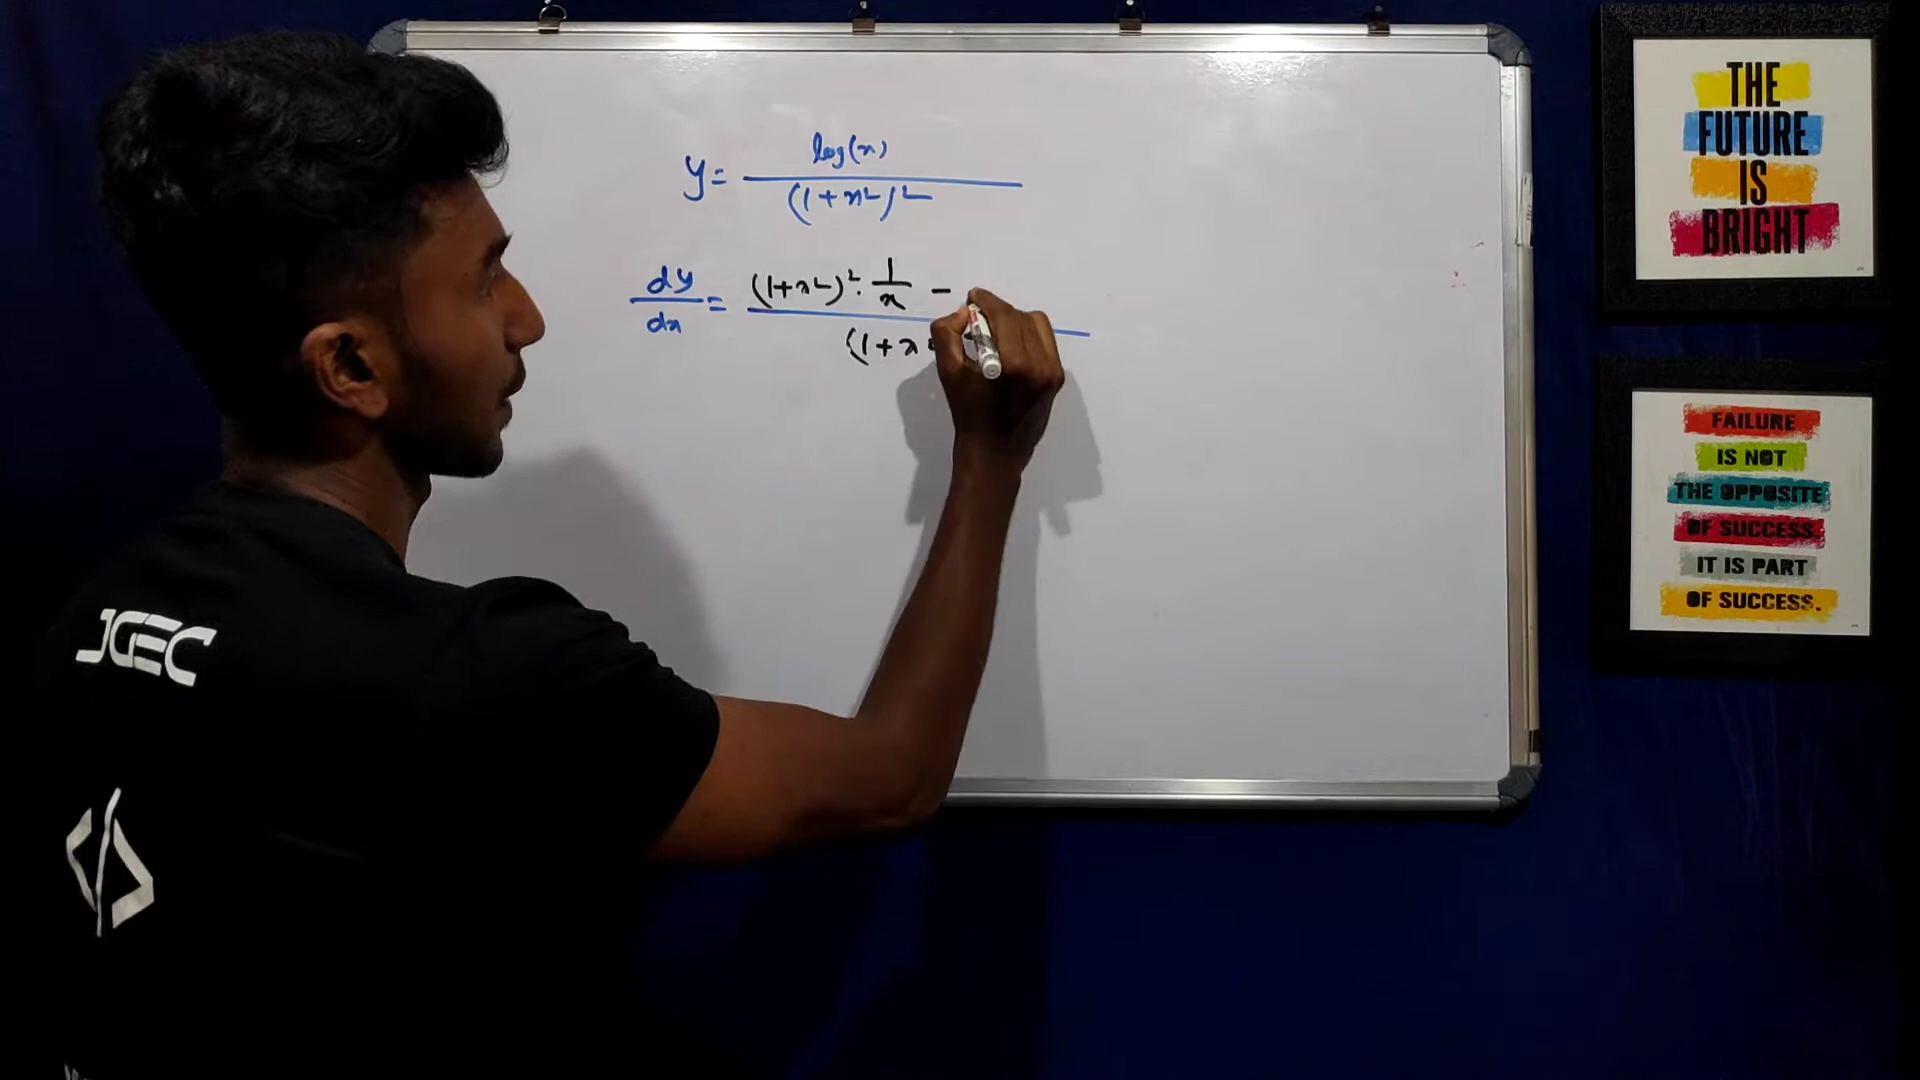 y = log(x) / (1+x²)²
dy/dx = (1+x²)² · 1/x −
(1+x
THE
FUTURE
IS
BRIGHT
FAILURE
IS NOT
THE OPPOSITE
OF SUCCESS.
IT IS PART
OF SUCCESS.
JGEC